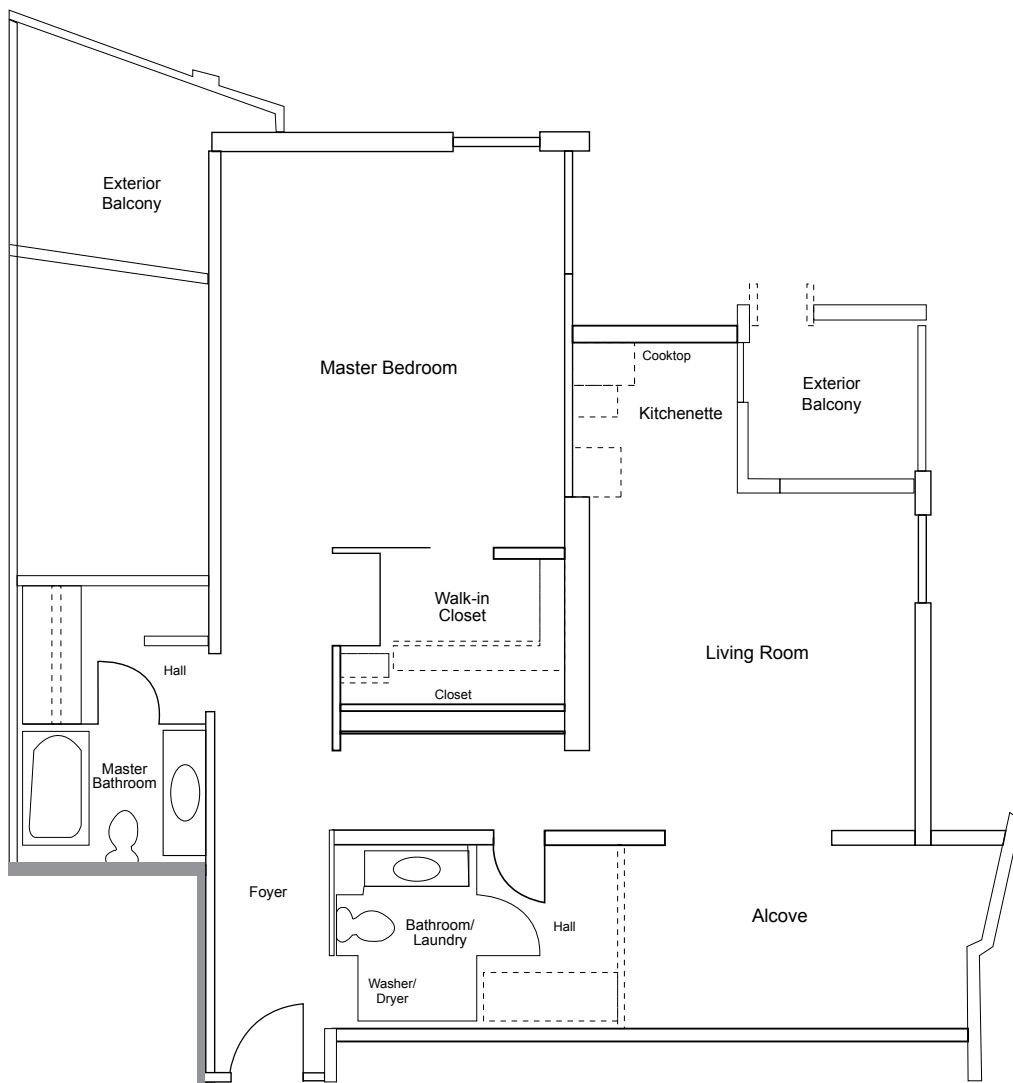 Exterior
Balcony
Master Bedroom
Cooktop
Kitchenette
Exterior
Balcony
Walk-in
Closet
Living Room
Hall
Closet
Master
Bathroom
Foyer
Bathroom/
Laundry
Hall
Alcove
Washer/
Dryer